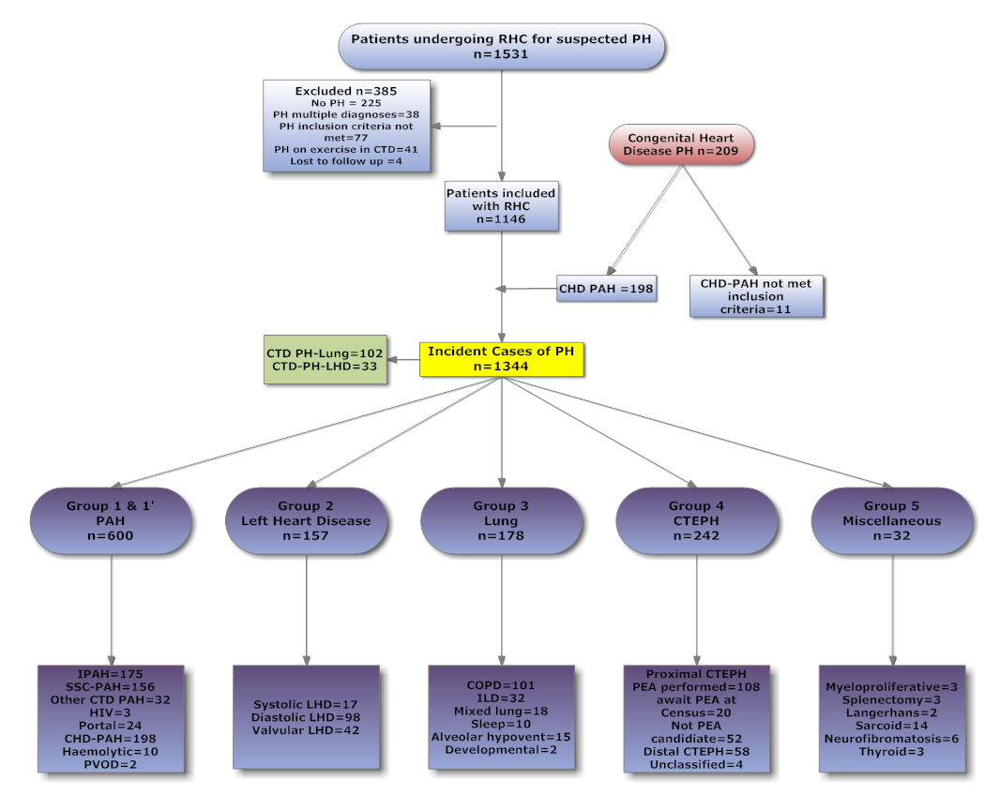 Patients undergoing RHC for suspected PH
n=1531
Excluded n=385
No PH = 225
PH multiple diagnoses=38
PH inclusion criteria not
met=77
PH on exercise in CTD=41
Lost to follow up =4
Congenital Heart
Disease PH n=209
Patients included
with RHC
n=1146
CHD PAH =198
CHD-PAH not met
inclusion
criteria=11
CTD PH-Lung=102
CTD-PH-LHD=33
Incident Cases of PH
n=1344
Group 1 & 1'
PAH
n=600
Group 2
Left Heart Disease
n=157
Group 3
Lung
n=178
Group 4
CTEPH
n=242
Group 5
Miscellaneous
n=32
IPAH=175
SSC-PAH=156
Other CTD PAH=32
HIV=3
Portal=24
CHD-PAH=198
Haemolytic=10
PVOD=2
Systolic LHD=17
Diastolic LHD=98
Valvular LHD=42
COPD=101
ILD=32
Mixed lung=18
Sleep=10
Alveolar hypovent=15
Developmental=2
Proximal CTEPH
PEA performed=108
await PEA at
Census=20
Not PEA
candidiate=52
Distal CTEPH=58
Unclassified=4
Myeloproliferative=3
Splenectomy=3
Langerhans=2
Sarcoid=14
Neurofibromatosis=6
Thyroid=3